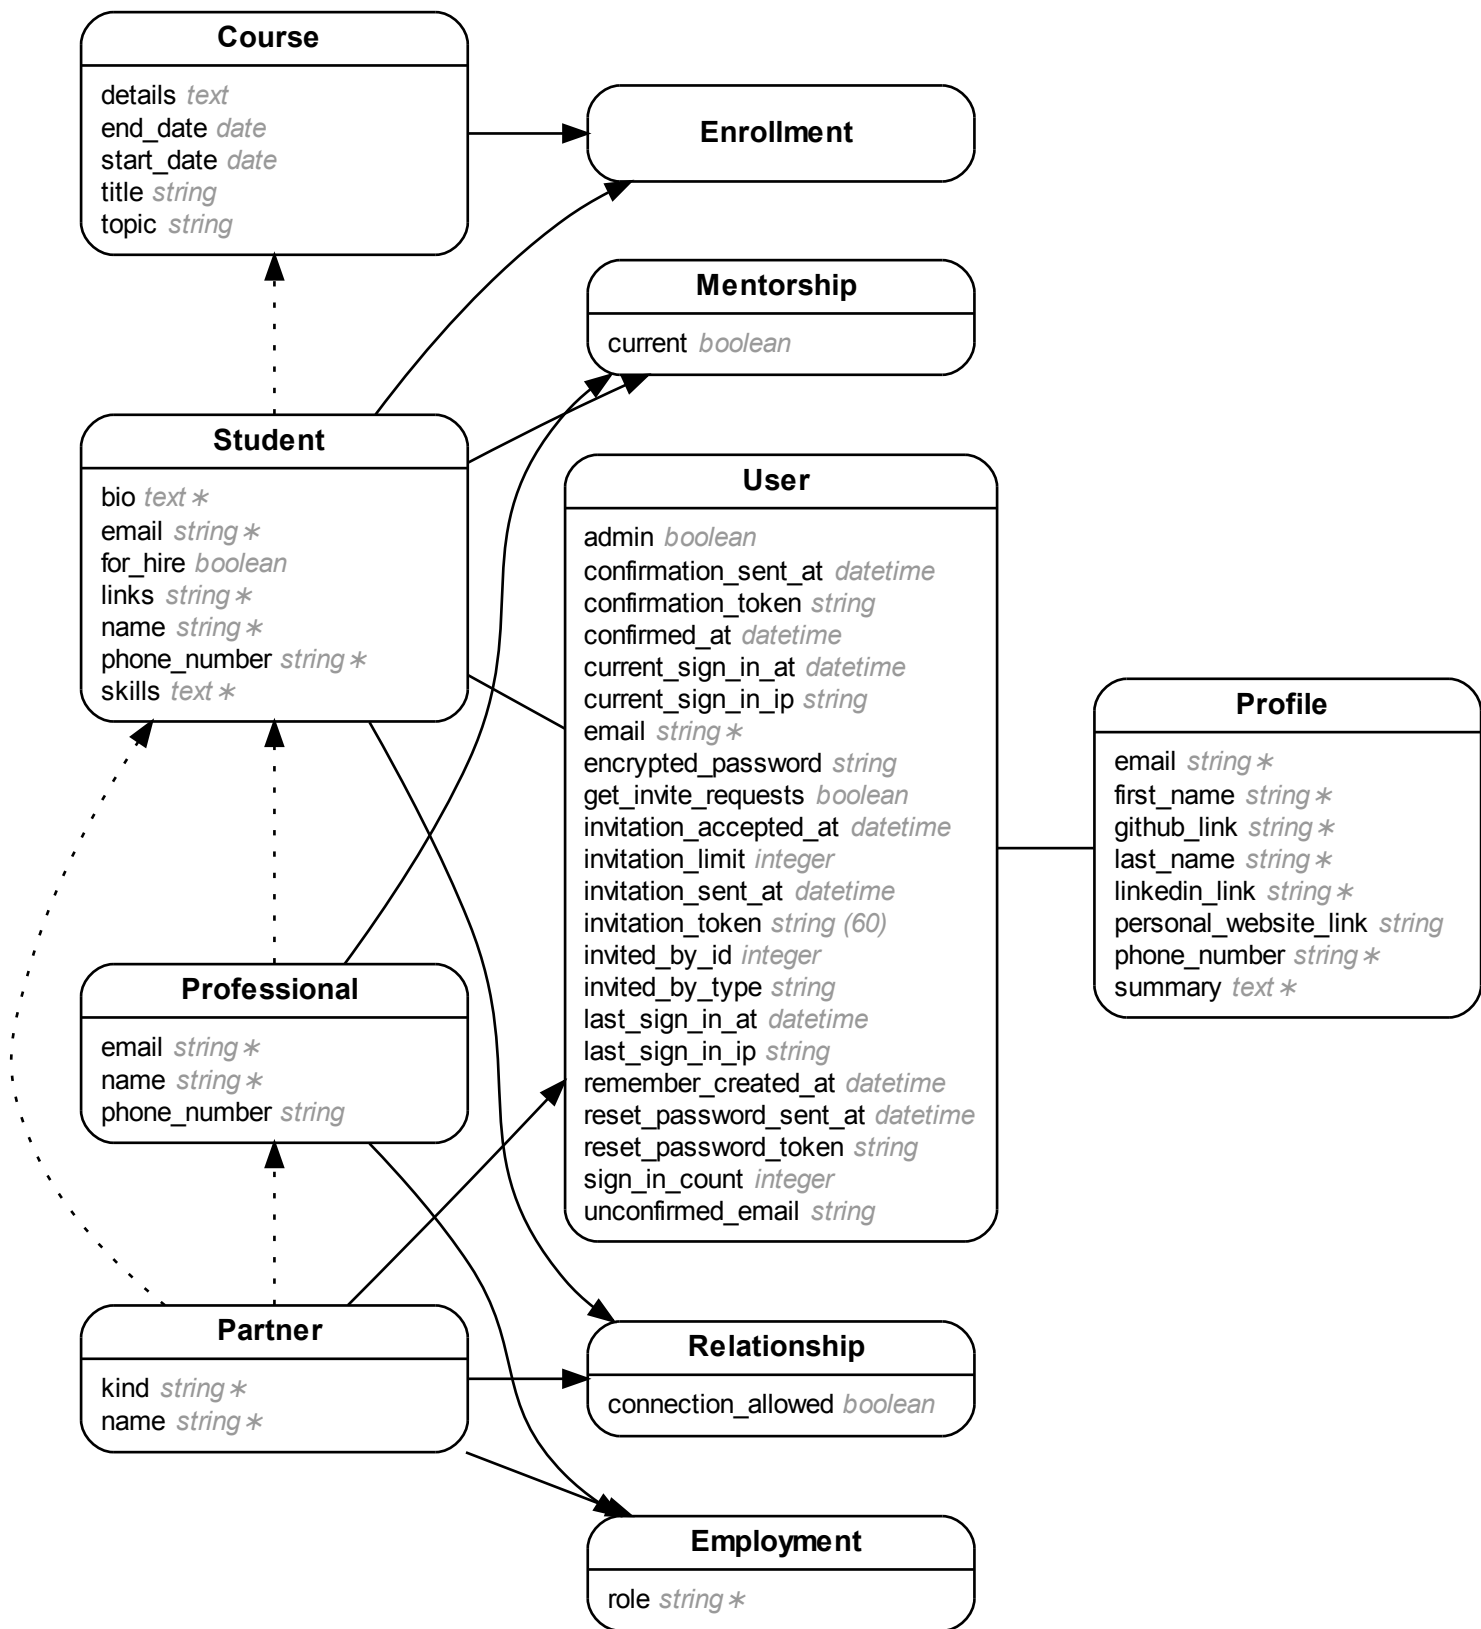 Course
details text
end_date date
start_date date
title string
topic string
Enrollment
Mentorship
current boolean
Student
bio text ∗
email string ∗
for_hire boolean
links string ∗
name string ∗
phone_number string ∗
skills text ∗
User
admin boolean
confirmation_sent_at datetime
confirmation_token string
confirmed_at datetime
current_sign_in_at datetime
current_sign_in_ip string
email string ∗
encrypted_password string
get_invite_requests boolean
invitation_accepted_at datetime
invitation_limit integer
invitation_sent_at datetime
invitation_token string (60)
invited_by_id integer
invited_by_type string
last_sign_in_at datetime
last_sign_in_ip string
remember_created_at datetime
reset_password_sent_at datetime
reset_password_token string
sign_in_count integer
unconfirmed_email string
Profile
email string ∗
first_name string ∗
github_link string ∗
last_name string ∗
linkedin_link string ∗
personal_website_link string
phone_number string ∗
summary text ∗
Professional
email string ∗
name string ∗
phone_number string
Partner
kind string ∗
name string ∗
Relationship
connection_allowed boolean
Employment
role string ∗